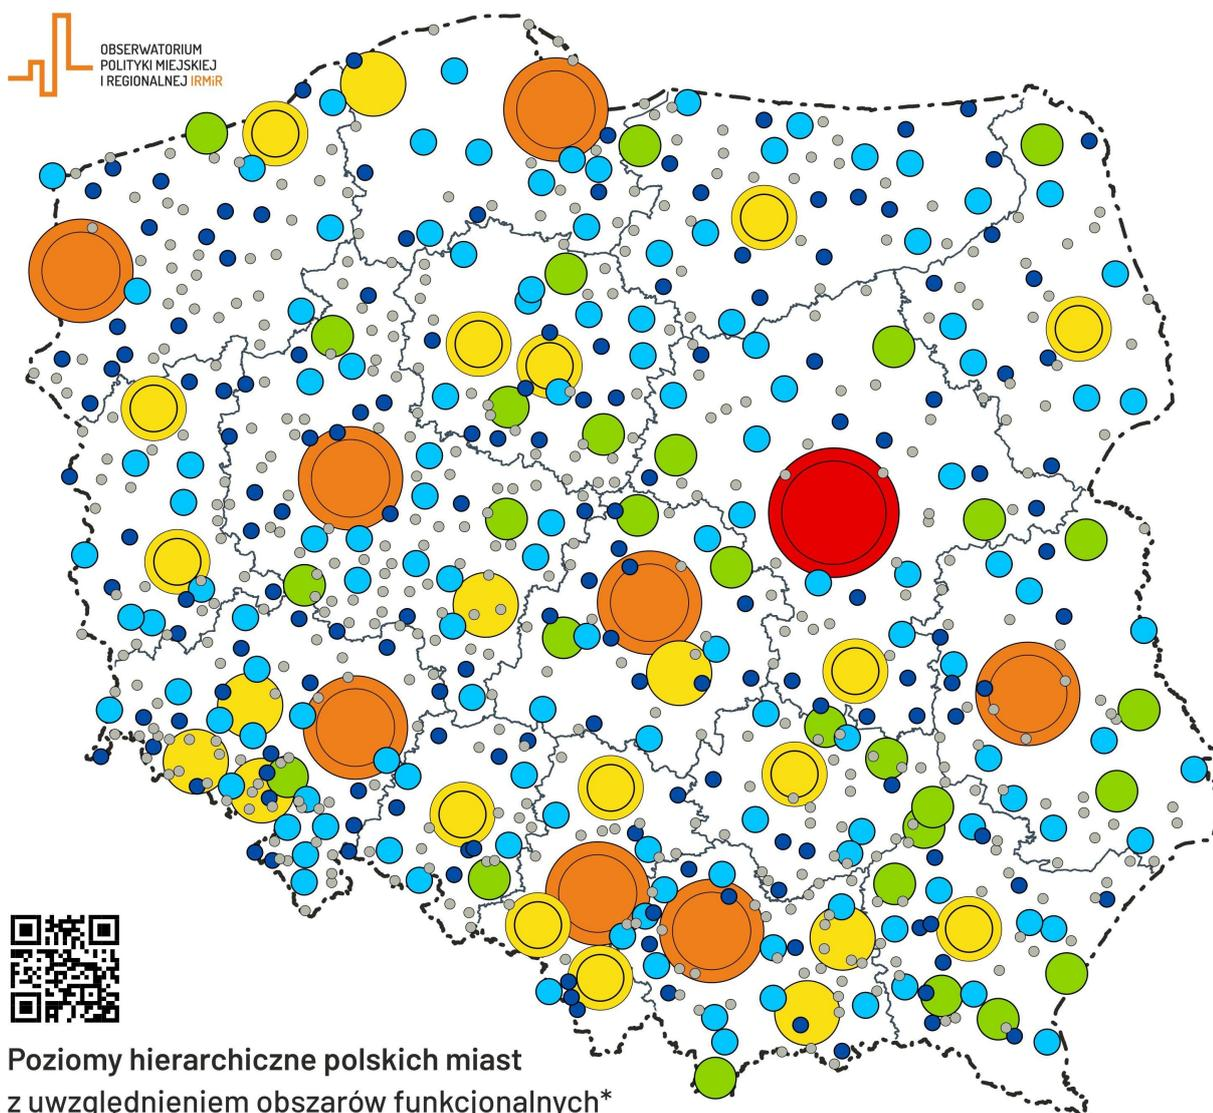 OBSERWATORIUM
POLITYKI MIEJSKIEJ
I REGIONALNEJ IRMiR
Poziomy hierarchiczne polskich miast
z uwzględnieniem obszarów funkcjonalnych*